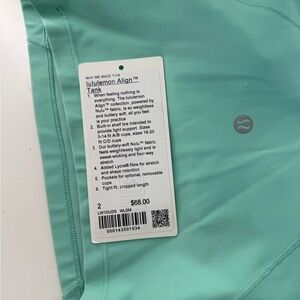 WHY WE MADE THIS
lululemon Align™
Tank
1. When feeling nothing is
everything. The lululemon
Align™ collection, powered by
Nulu™ fabric, is so weightless
and buttery soft, all you feel
is your practice
2. Built-in shelf bra intended to
provide light support. Sizes
0-14 fit A/B cups, sizes 16-20
fit C/D cups
3. Our buttery-soft Nulu™ fabric
feels weightlessly light and is
sweat-wicking and four-way
stretch
4. Added Lycra® fibre for stretch
and shape retention
5. Pockets for optional, removable
cups
6. Tight fit, cropped length
2
$68.00